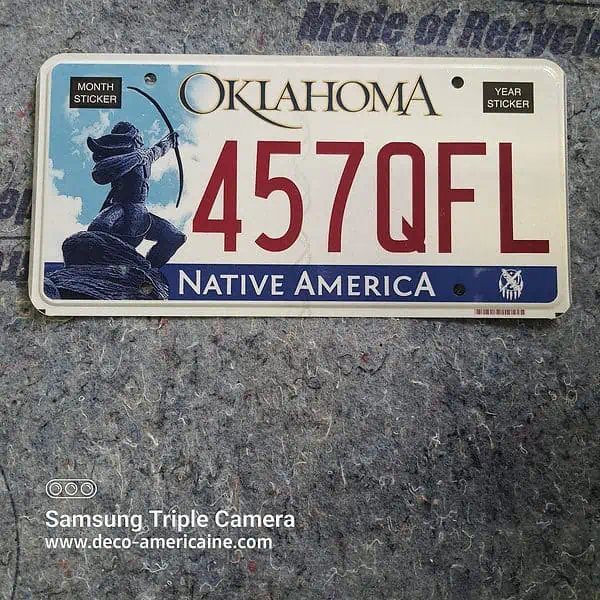 Made of Recycle
MONTH
STICKER
OKLAHOMA
YEAR
STICKER
457QFL
NATIVE AMERICA
Samsung Triple Camera
www.deco-americaine.com